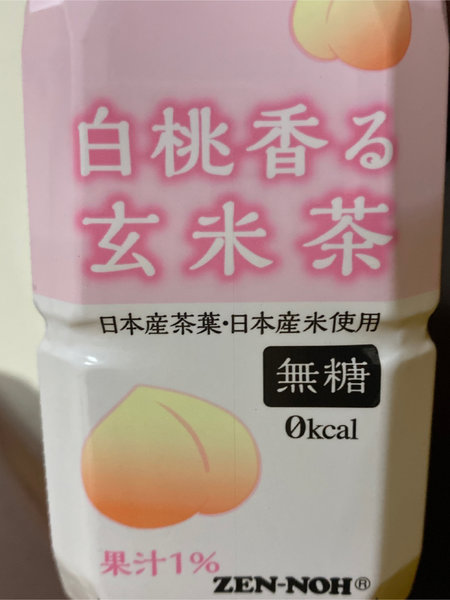 白桃香る
玄米茶
日本産茶葉・日本産米使用
無糖
0kcal
果汁1%
ZEN-NOH®